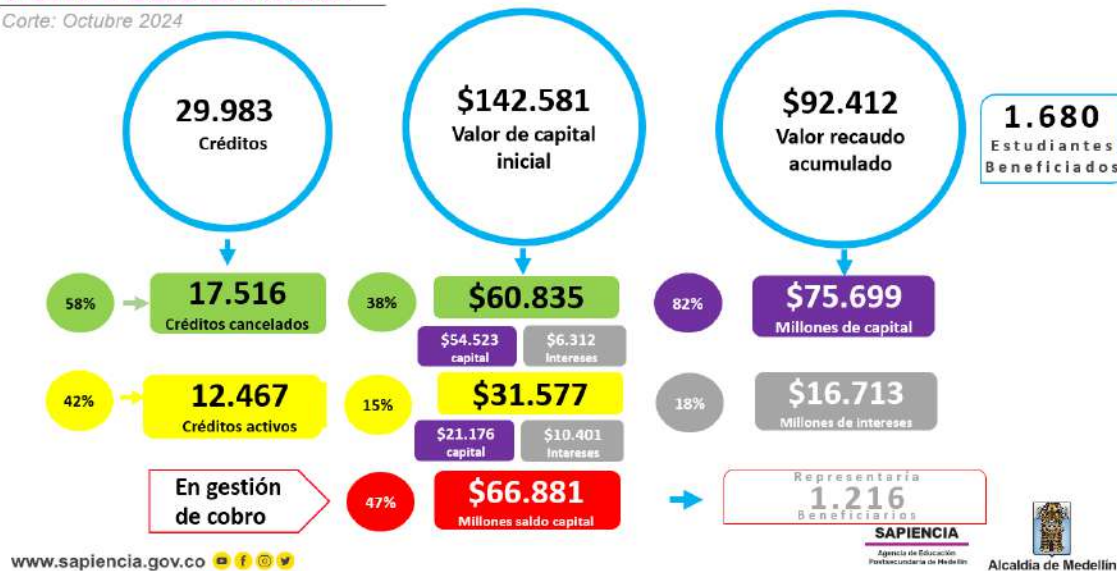 Corte: Octubre 2024
29.983
Créditos
$142.581
Valor de capital
inicial
$92.412
Valor recaudo
acumulado
1.680
Estudiantes
Beneficiados
58%
17.516
Créditos cancelados
38%
$60.835
$54.523
capital
$6.312
Intereses
82%
$75.699
Millones de capital
42%
12.467
Créditos activos
15%
$31.577
$21.176
capital
$10.401
Intereses
18%
$16.713
Millones de intereses
En gestión
de cobro
47%
$66.881
Millones saldo capital
Representaría
1.216
Beneficiarios
www.sapiencia.gov.co
SAPIENCIA
Agencia de Educación
Postsecundaria de Medellín
Alcaldía de Medellín